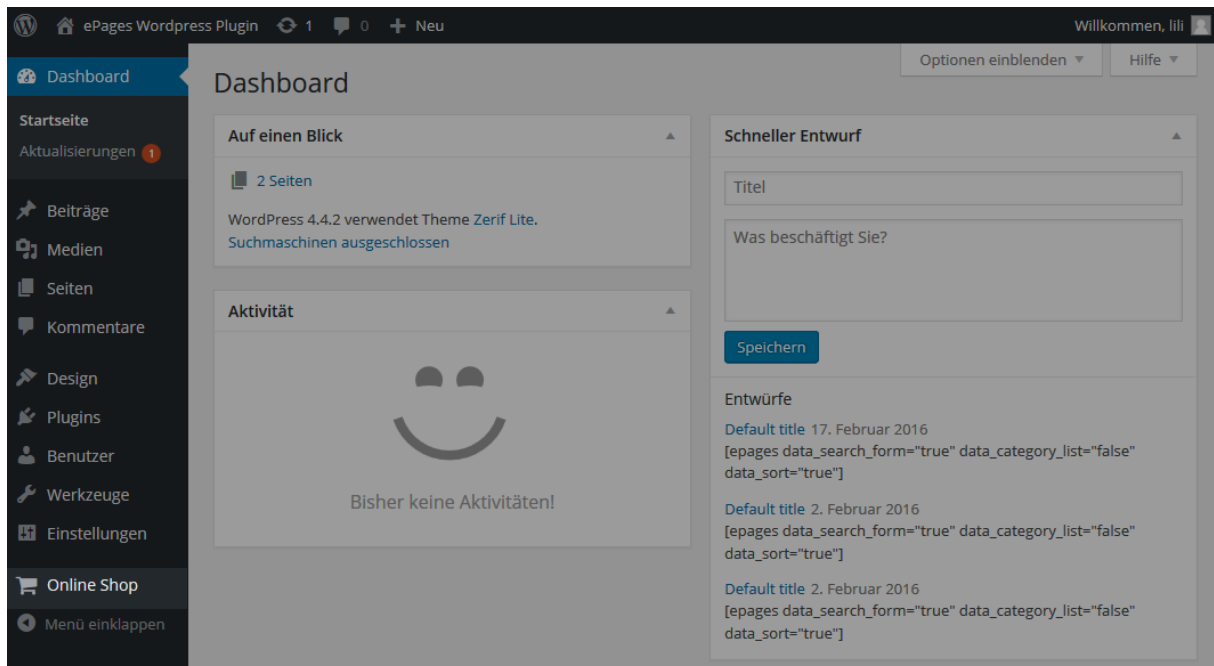 ePages Wordpress Plugin 1 0 Neu Willkommen, lili
Dashboard
Startseite
Aktualisierungen 1
Beiträge
Medien
Seiten
Kommentare
Design
Plugins
Benutzer
Werkzeuge
Einstellungen
Online Shop
Menü einklappen
Optionen einblenden Hilfe
Dashboard
Auf einen Blick
2 Seiten
WordPress 4.4.2 verwendet Theme Zerif Lite.
Suchmaschinen ausgeschlossen
Aktivität
Bisher keine Aktivitäten!
Schneller Entwurf
Titel
Was beschäftigt Sie?
Speichern
Entwürfe
Default title 17. Februar 2016
[epages data_search_form="true" data_category_list="false"
data_sort="true"]
Default title 2. Februar 2016
[epages data_search_form="true" data_category_list="false"
data_sort="true"]
Default title 2. Februar 2016
[epages data_search_form="true" data_category_list="false"
data_sort="true"]